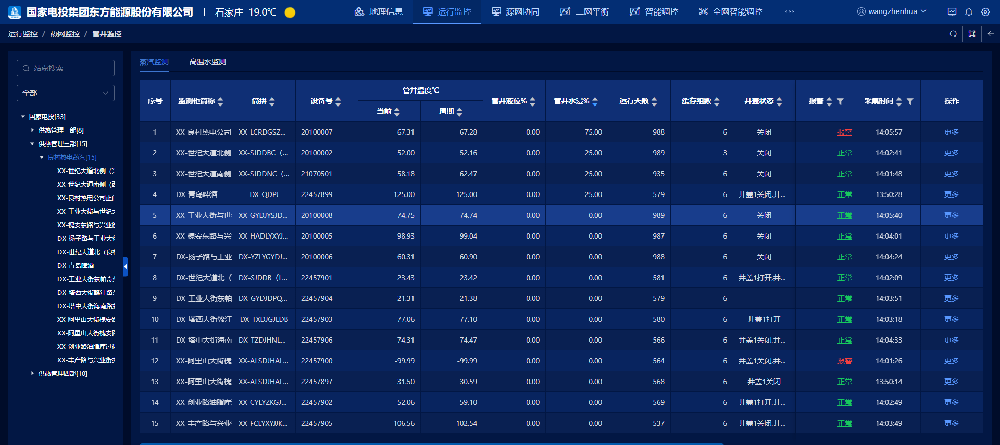 国家电投集团东方能源股份有限公司 石家庄 19.0℃ 地理信息 运行监控 源网协同 二网平衡 智能调控 全网智能调控 ··· wangzhenhua
运行监控 / 热网监控 / 管井监控
站点搜索
全部
国家电投[33]
供热管理一部[8]
供热管理三部[15]
良村热电蒸汽[15]
XX-世纪大道北侧（
XX-世纪大道南侧（西
XX-良村热电公司正门
XX-工业大街与世纪大
XX-槐安东路与兴业街
DX-扬子路与工业大街
DX-世纪大道北（良村
DX-青岛啤酒
DX-工业大街东帕奇
DX-塔西大街赣江路东
DX-塔中大街海南路东
XX-阿里山大街槐安路
XX-阿里山大街槐安路
XX-创业路油脂库过街
XX-丰产路与兴业街交
供热管理四部[10]
蒸汽监测 高温水监测
序号 监测柜简称 简拼 设备号 管井温度℃ 管井液位% 管井水浸% 运行天数 缓存组数 井盖状态 报警 采集时间 操作
当前 周期
1 XX-良村热电公司 XX-LCRDGSZ... 20100007 67.31 67.28 0.00 75.00 988 6 关闭 报警 14:05:57 更多
2 XX-世纪大道北侧 XX-SJDDBC（... 20100002 52.00 52.16 0.00 25.00 989 3 关闭 正常 14:02:41 更多
3 XX-世纪大道南侧 XX-SJDDNC（... 21070501 58.18 62.47 0.00 25.00 935 6 关闭 正常 14:01:48 更多
4 DX-青岛啤酒 DX-QDPJ 22457899 125.00 125.00 0.00 25.00 579 6 井盖1关闭,井... 正常 13:50:28 更多
5 XX-工业大街与世 XX-GYDJYSJD... 20100008 74.75 74.74 0.00 0.00 989 6 关闭 正常 14:05:40 更多
6 XX-槐安东路与兴 XX-HADLYXYJ... 20100005 98.93 99.04 0.00 0.00 987 6 关闭 正常 14:04:01 更多
7 DX-扬子路与工业 DX-YZLYGYDJ... 20100006 60.31 60.90 0.00 0.00 988 6 关闭 正常 14:04:24 更多
8 DX-世纪大道北（ DX-SJDDB（L... 22457901 23.43 23.42 0.00 0.00 581 6 井盖1打开,井... 正常 14:02:09 更多
9 DX-工业大街东帕 DX-GYDJDPQ... 22457904 21.31 21.38 0.00 0.00 579 6 正常 14:03:51 更多
10 DX-塔西大街赣江 DX-TXDJGJLDB 22457903 77.06 77.10 0.00 0.00 580 6 井盖1打开 正常 14:03:18 更多
11 DX-塔中大街海南 DX-TZDJHNL... 22457906 74.31 74.47 0.00 0.00 566 6 井盖1关闭,井... 正常 14:04:33 更多
12 XX-阿里山大街槐 XX-ALSDJHAL... 22457900 -99.99 -99.99 0.00 0.00 564 6 井盖1关闭,井... 报警 14:01:26 更多
13 XX-阿里山大街槐 XX-ALSDJHAL... 22457897 31.50 30.59 0.00 0.00 568 6 井盖1关闭 正常 13:50:14 更多
14 XX-创业路油脂库 XX-CYLYZKGJ... 22457902 52.06 59.10 0.00 0.00 569 6 井盖1打开,井... 正常 14:02:49 更多
15 XX-丰产路与兴业 XX-FCLYXYJJK... 22457905 106.56 102.54 0.00 0.00 537 6 井盖1关闭,井... 正常 14:03:49 更多